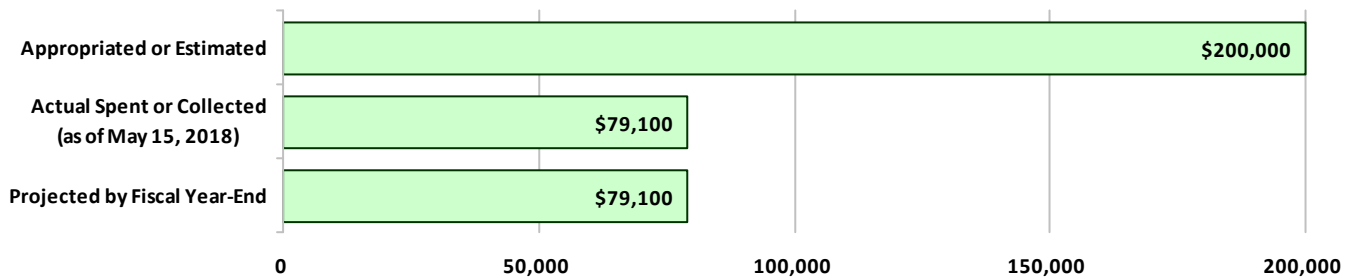 Appropriated or Estimated
$200,000
Actual Spent or Collected
(as of May 15, 2018)
$79,100
Projected by Fiscal Year-End
$79,100
0 50,000 100,000 150,000 200,000